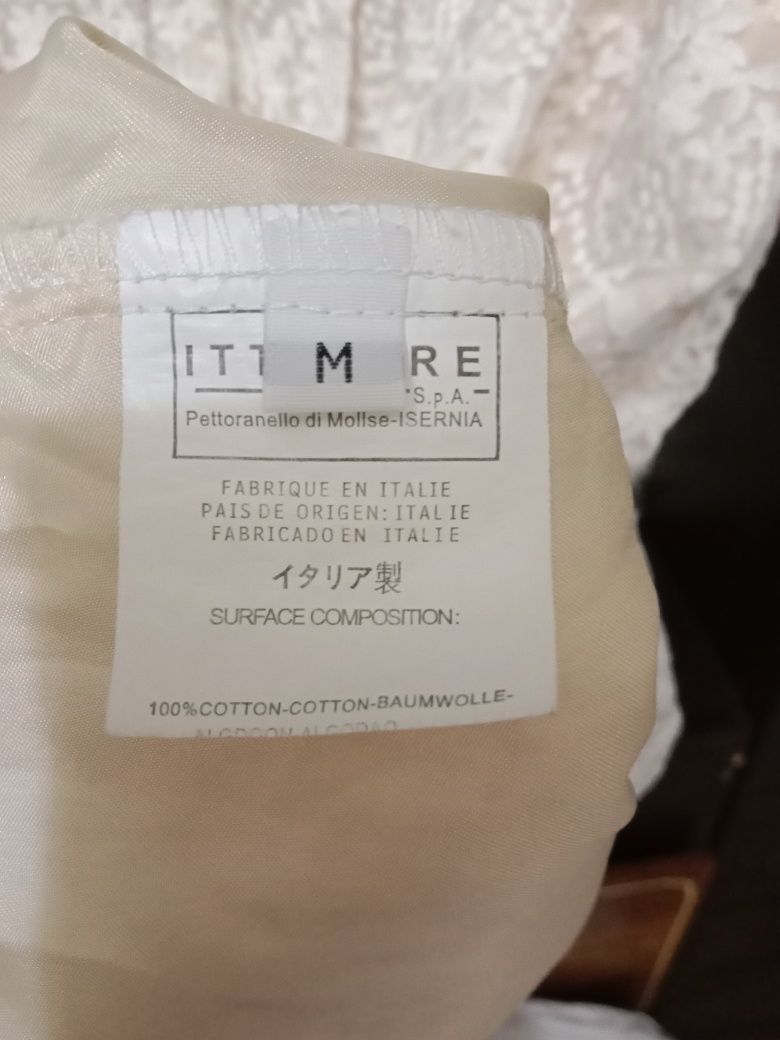 ITT M RE
S.p.A.
Pettoranello di Molise-ISERNIA
FABRIQUE EN ITALIE
PAIS DE ORIGEN: ITALIE
FABRICADO EN ITALIE
イタリア製
SURFACE COMPOSITION:
100%COTTON-COTTON-BAUMWOLLE-